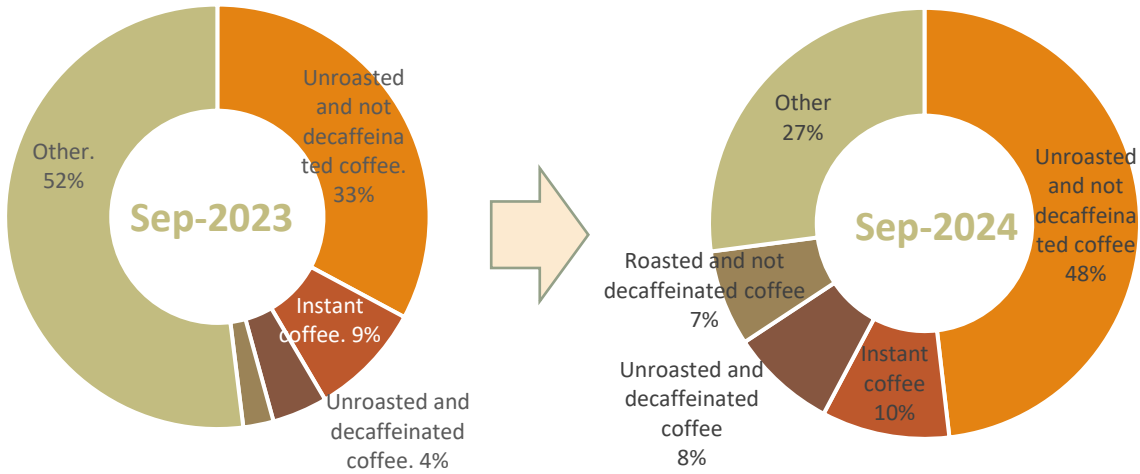 Unroasted
and not
decaffeina
ted coffee.
33%
Other.
52%
Sep-2023
Instant
coffee. 9%
Unroasted and
decaffeinated
coffee. 4%
Other
27%
Unroasted
and not
decaffeina
ted coffee
48%
Sep-2024
Roasted and not
decaffeinated coffee
7%
Unroasted and
decaffeinated
coffee
8%
Instant
coffee
10%